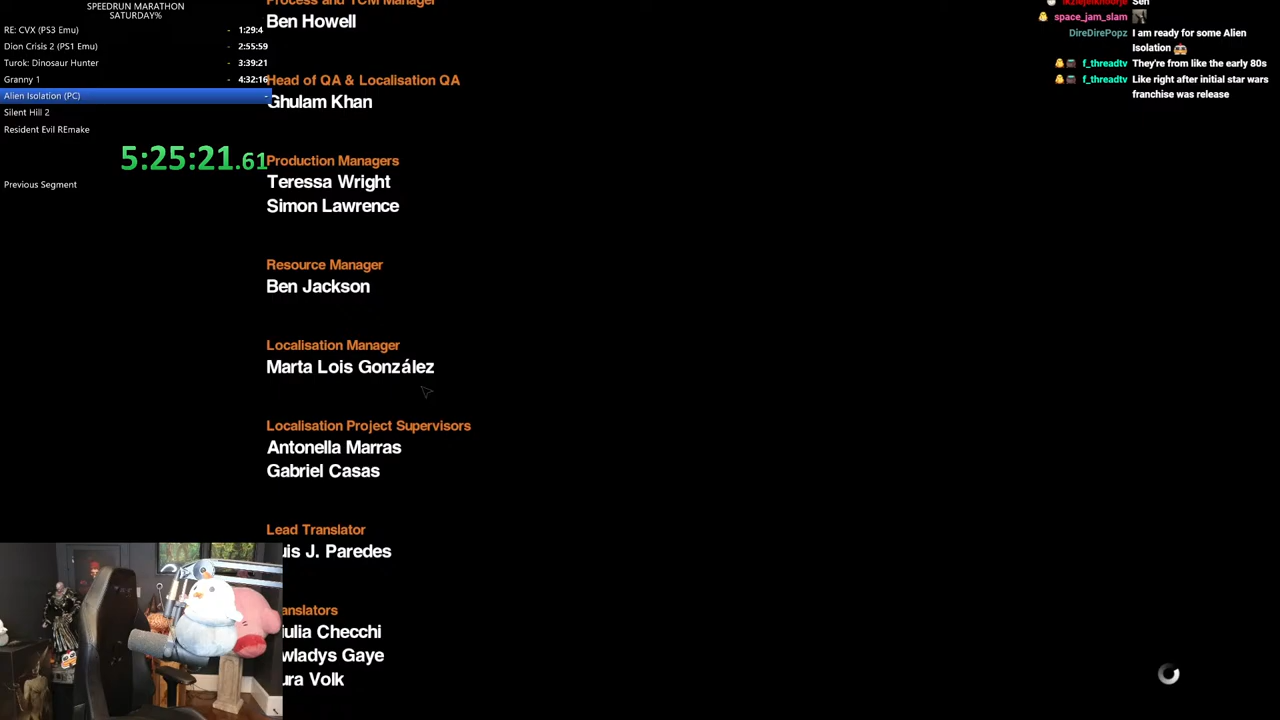 SPEEDRUN MARATHON
SATURDAY%
RE: CVX (PS3 Emu) - 1:29:4
Dion Crisis 2 (PS1 Emu) - 2:55:59
Turok: Dinosaur Hunter - 3:39:21
Granny 1 - 4:32:16
Alien Isolation (PC) -
Silent Hill 2
Resident Evil REmake
5:25:21.61
Previous Segment
Process and TCM Manager
Ben Howell
Head of QA & Localisation QA
Ghulam Khan
Production Managers
Teressa Wright
Simon Lawrence
Resource Manager
Ben Jackson
Localisation Manager
Marta Lois González
Localisation Project Supervisors
Antonella Marras
Gabriel Casas
Lead Translator
uis J. Paredes
anslators
iulia Checchi
wladys Gaye
ura Volk
space_jam_slam
DireDirePopz I am ready for some Alien
Isolation
f_threadtv They're from like the early 80s
f_threadtv Like right after initial star wars
franchise was release